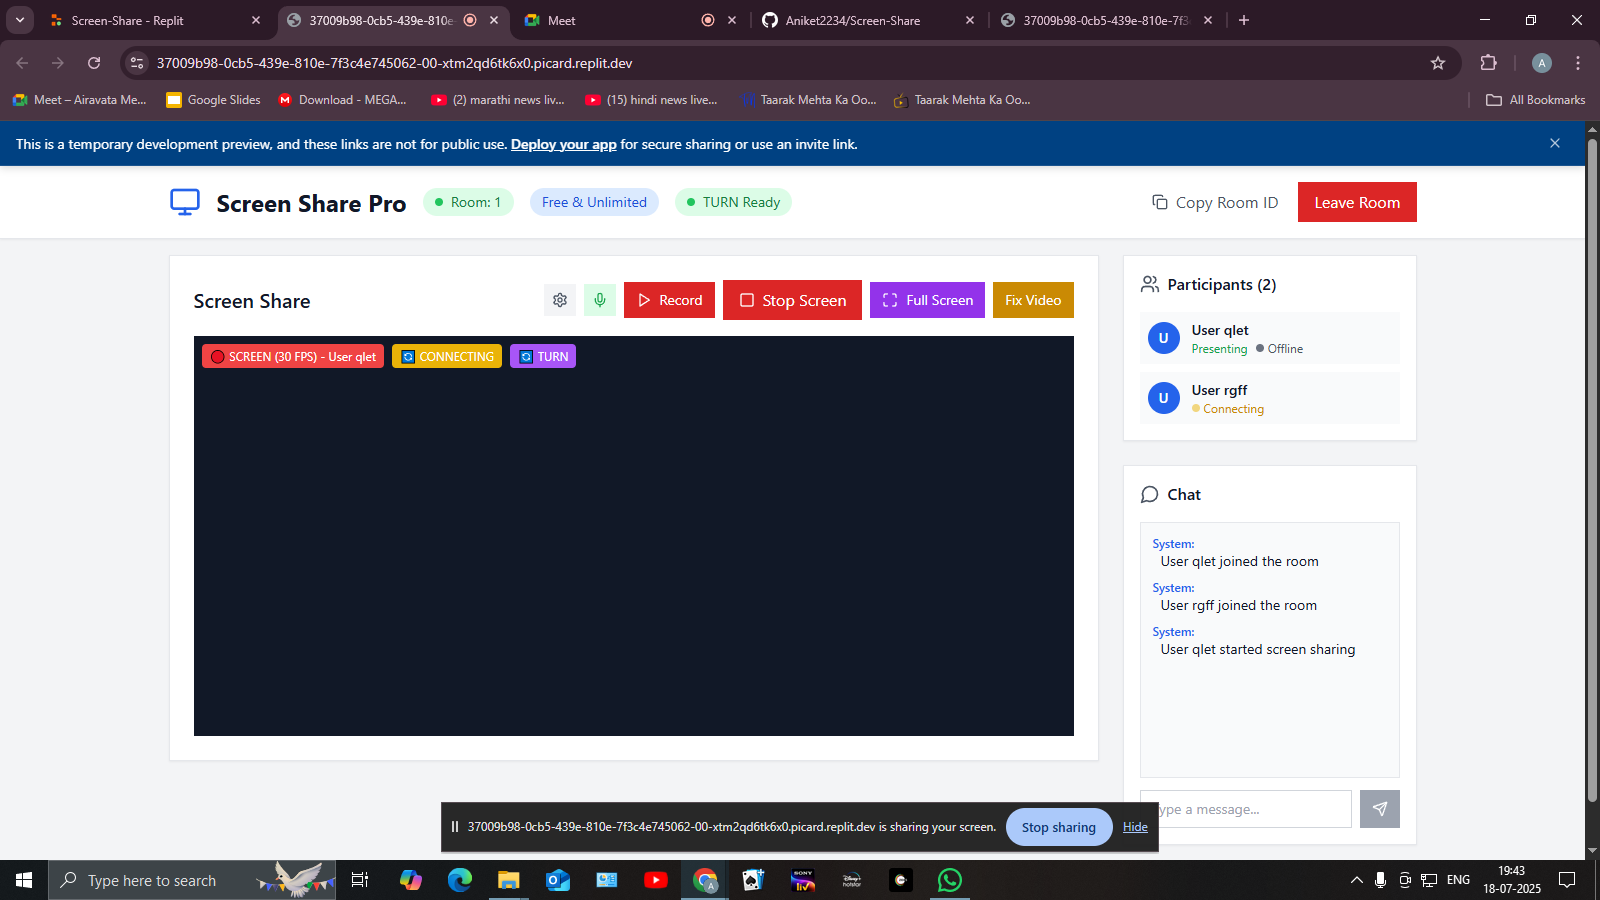 Screen-Share - Replit
37009b98-0cb5-439e-810e-
Meet
Aniket2234/Screen-Share
37009b98-0cb5-439e-810e-7f3
37009b98-0cb5-439e-810e-7f3c4e745062-00-xtm2qd6tk6x0.picard.replit.dev
A
Meet – Airavata Me...
Google Slides
Download - MEGA...
(2) marathi news liv...
(15) hindi news live...
Taarak Mehta Ka Oo...
Taarak Mehta Ka Oo...
All Bookmarks
This is a temporary development preview, and these links are not for public use. Deploy your app for secure sharing or use an invite link.
Screen Share Pro
Room: 1
Free & Unlimited
TURN Ready
Copy Room ID
Leave Room
Screen Share
Record
Stop Screen
Full Screen
Fix Video
SCREEN (30 FPS) - User qlet
CONNECTING
TURN
Participants (2)
U
User qlet
Presenting
Offline
U
User rgff
Connecting
Chat
System:
User qlet joined the room
System:
User rgff joined the room
System:
User qlet started screen sharing
ype a message...
37009b98-0cb5-439e-810e-7f3c4e745062-00-xtm2qd6tk6x0.picard.replit.dev is sharing your screen.
Stop sharing
Hide
Type here to search
A
SONY
liv
hotstar
ENG
19:43
18-07-2025